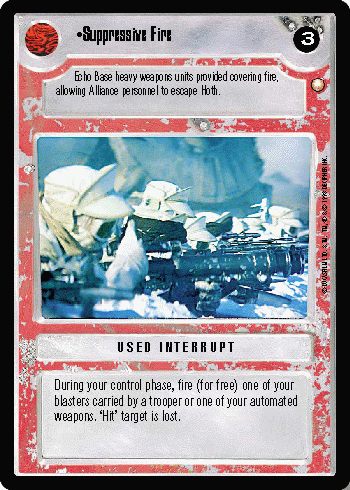 •Suppressive Fire
3
Echo Base heavy weapons units provided covering fire,
allowing Alliance personnel to escape Hoth.
USED INTERRUPT
During your control phase, fire (for free) one of your
blasters carried by a trooper or one of your automated
weapons. 'Hit' target is lost.